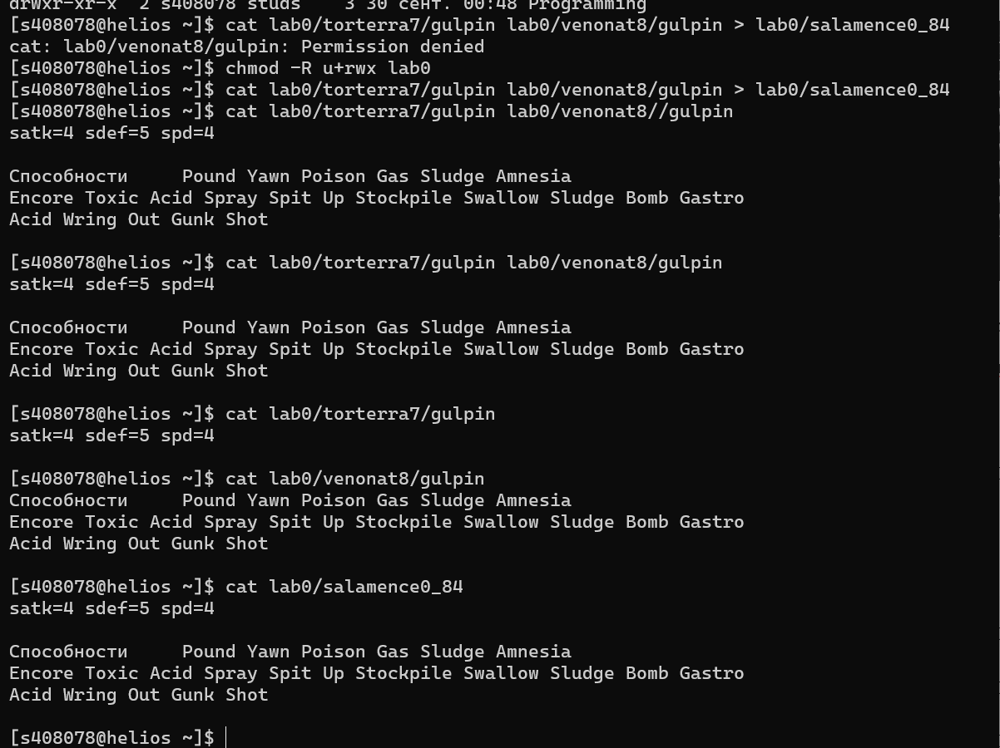 drwxr-xr-x  2 s408078 studs    3 30 сент. 00:48 Programming
[s408078@helios ~]$ cat lab0/torterra7/gulpin lab0/venonat8/gulpin > lab0/salamence0_84
cat: lab0/venonat8/gulpin: Permission denied
[s408078@helios ~]$ chmod -R u+rwx lab0
[s408078@helios ~]$ cat lab0/torterra7/gulpin lab0/venonat8/gulpin > lab0/salamence0_84
[s408078@helios ~]$ cat lab0/torterra7/gulpin lab0/venonat8//gulpin
satk=4 sdef=5 spd=4

Способности     Pound Yawn Poison Gas Sludge Amnesia
Encore Toxic Acid Spray Spit Up Stockpile Swallow Sludge Bomb Gastro
Acid Wring Out Gunk Shot

[s408078@helios ~]$ cat lab0/torterra7/gulpin lab0/venonat8/gulpin
satk=4 sdef=5 spd=4

Способности     Pound Yawn Poison Gas Sludge Amnesia
Encore Toxic Acid Spray Spit Up Stockpile Swallow Sludge Bomb Gastro
Acid Wring Out Gunk Shot

[s408078@helios ~]$ cat lab0/torterra7/gulpin
satk=4 sdef=5 spd=4

[s408078@helios ~]$ cat lab0/venonat8/gulpin
Способности     Pound Yawn Poison Gas Sludge Amnesia
Encore Toxic Acid Spray Spit Up Stockpile Swallow Sludge Bomb Gastro
Acid Wring Out Gunk Shot

[s408078@helios ~]$ cat lab0/salamence0_84
satk=4 sdef=5 spd=4

Способности     Pound Yawn Poison Gas Sludge Amnesia
Encore Toxic Acid Spray Spit Up Stockpile Swallow Sludge Bomb Gastro
Acid Wring Out Gunk Shot

[s408078@helios ~]$